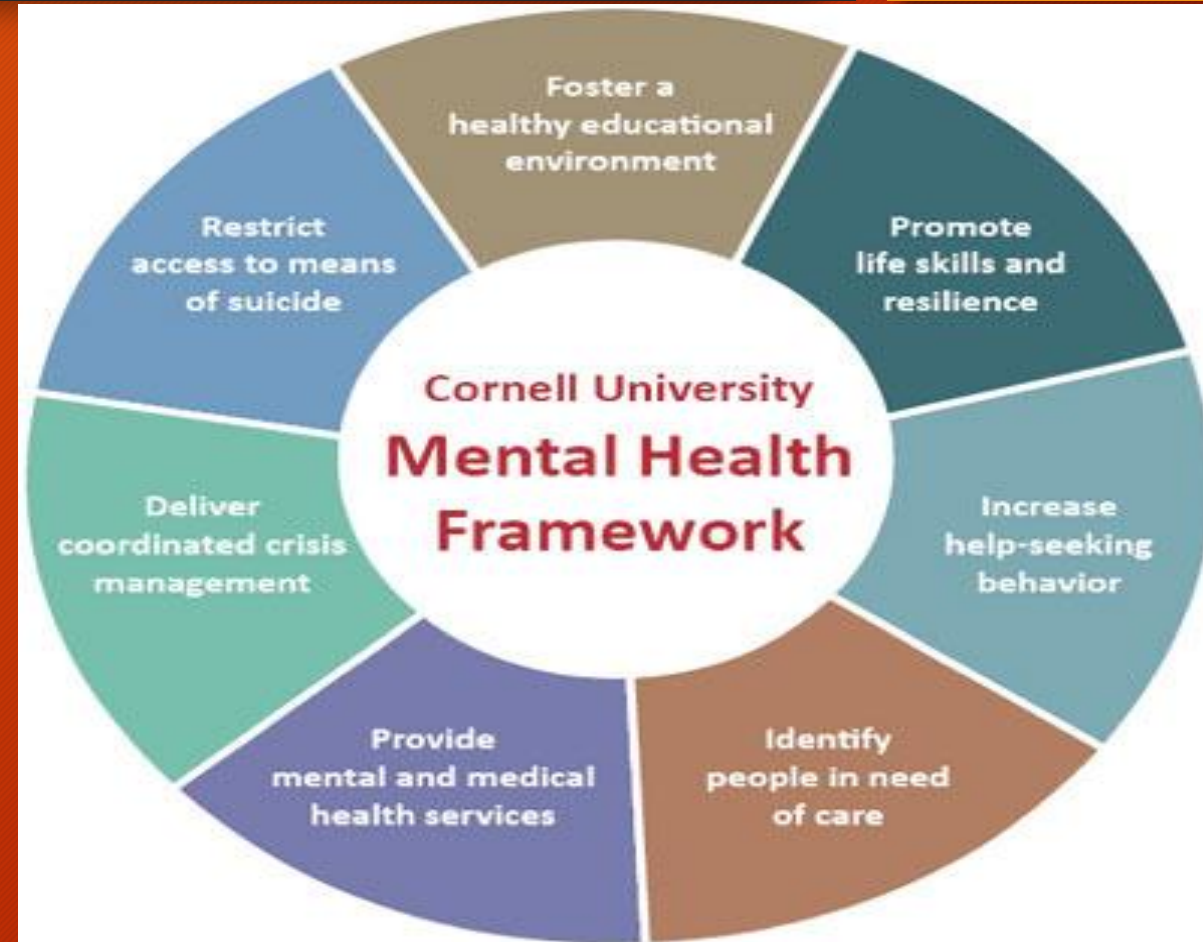 Foster a
healthy educational
environment
Promote
life skills and
resilience
Increase
help-seeking
behavior
Identify
people in need
of care
Provide
mental and medical
health services
Deliver
coordinated crisis
management
Restrict
access to means
of suicide
Cornell University
Mental Health
Framework